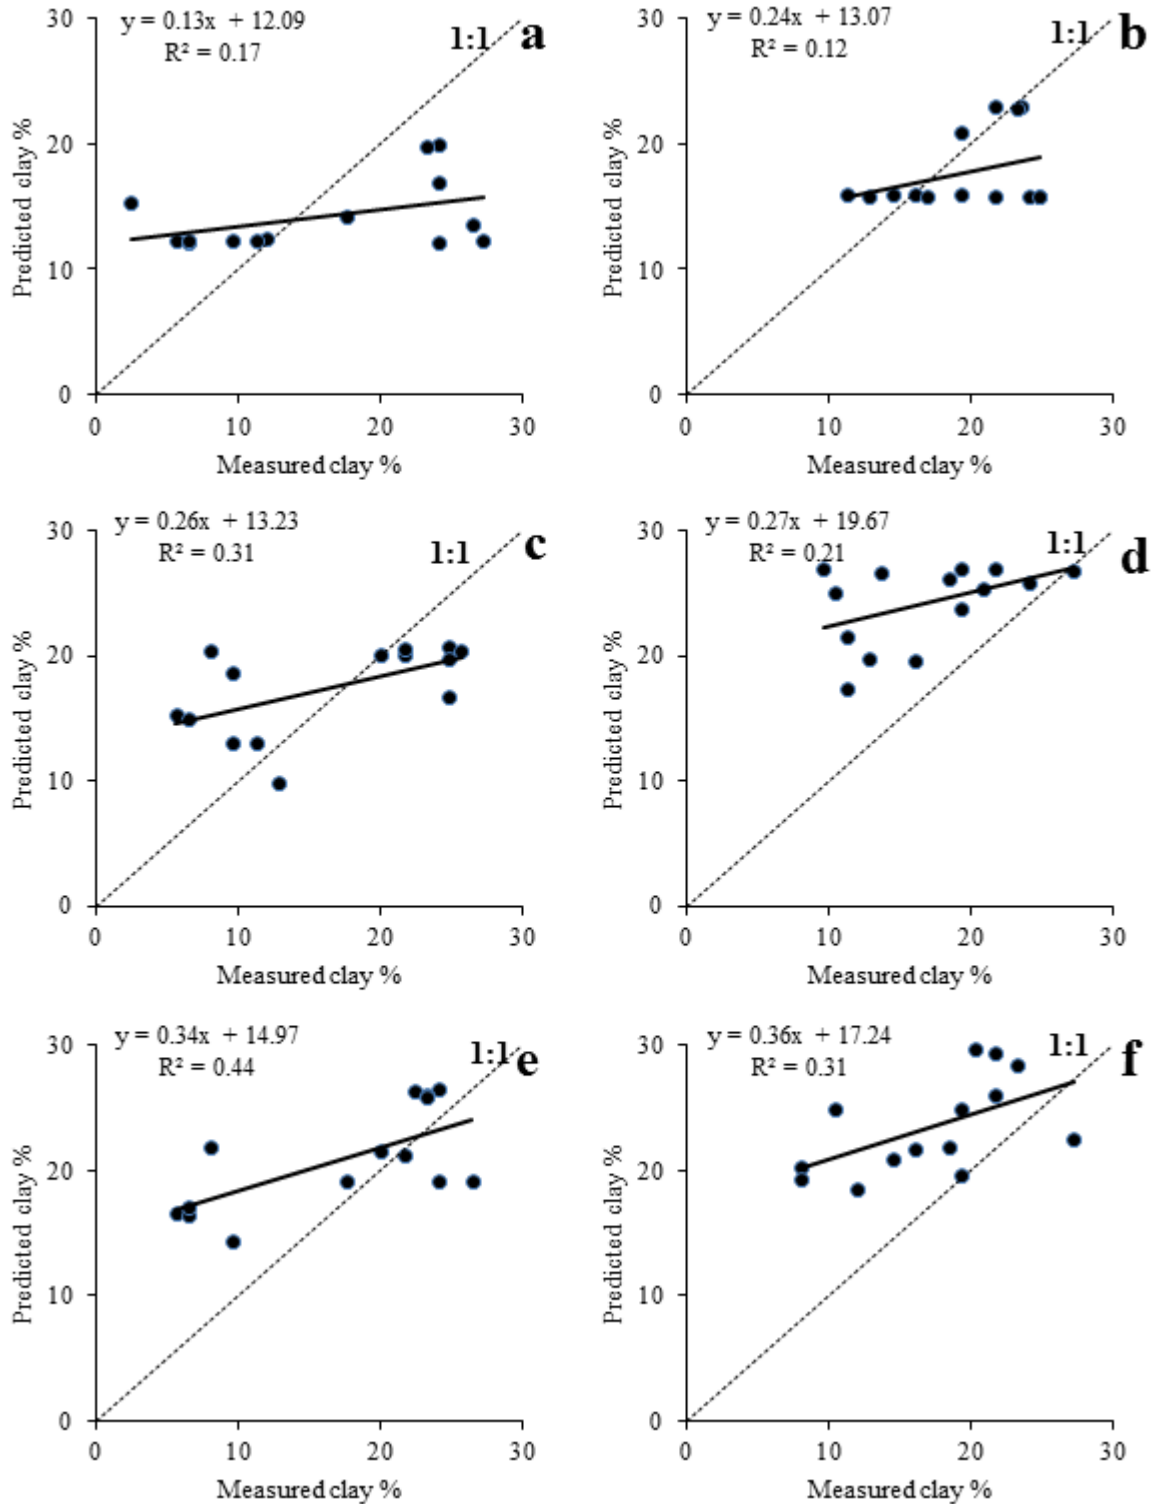 y = 0.13x + 12.09
R² = 0.17
1:1
a
Predicted clay %
30
20
10
0
0 10 20 30
Measured clay %
y = 0.24x + 13.07
R² = 0.12
1:1
b
Predicted clay %
30
20
10
0
0 10 20 30
Measured clay %
y = 0.26x + 13.23
R² = 0.31
1:1
c
Predicted clay %
30
20
10
0
0 10 20 30
Measured clay %
y = 0.27x + 19.67
R² = 0.21
1:1
d
Predicted clay %
30
20
10
0
0 10 20 30
Measured clay %
y = 0.34x + 14.97
R² = 0.44
1:1
e
Predicted clay %
30
20
10
0
0 10 20 30
Measured clay %
y = 0.36x + 17.24
R² = 0.31
1:1
f
Predicted clay %
30
20
10
0
0 10 20 30
Measured clay %